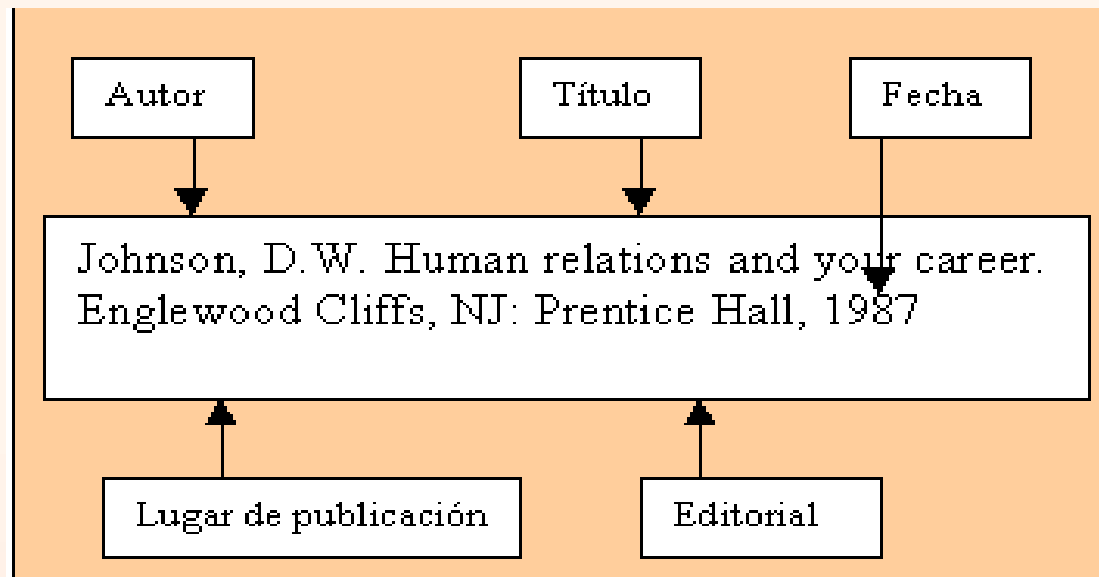 Autor
Título
Fecha
Johnson, D.W. Human relations and your career.
Englewood Cliffs, NJ: Prentice Hall, 1987
Lugar de publicación
Editorial